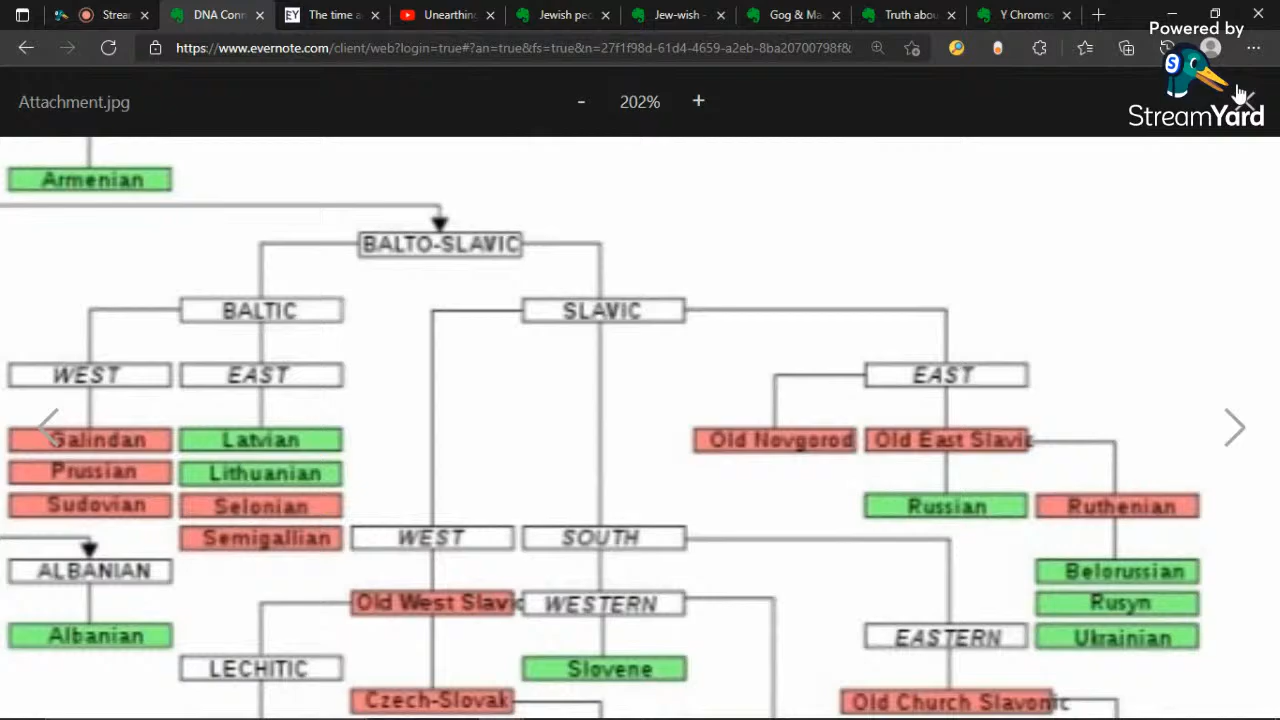 Stream
DNA Conn
The time a
Unearthing
Jewish peo
Jew-wish -
Gog & Ma
Truth abou
Y Chromos
https://www.evernote.com/client/web?login=true#?an=true&fs=true&n=27f1f98d-61d4-4659-a2eb-8ba20700798f&
Powered by
StreamYard
Attachment.jpg
- 202% +
Armenian
BALTO-SLAVIC
BALTIC
SLAVIC
WEST
EAST
EAST
Galindan
Latvian
Old Novgorod
Old East Slavic
Prussian
Lithuanian
Sudovian
Selonian
Russian
Ruthenian
Semigallian
WEST
SOUTH
ALBANIAN
Belorussian
Old West Slavic
WESTERN
Rusyn
Albanian
EASTERN
Ukrainian
LECHITIC
Slovene
Czech-Slovak
Old Church Slavonic